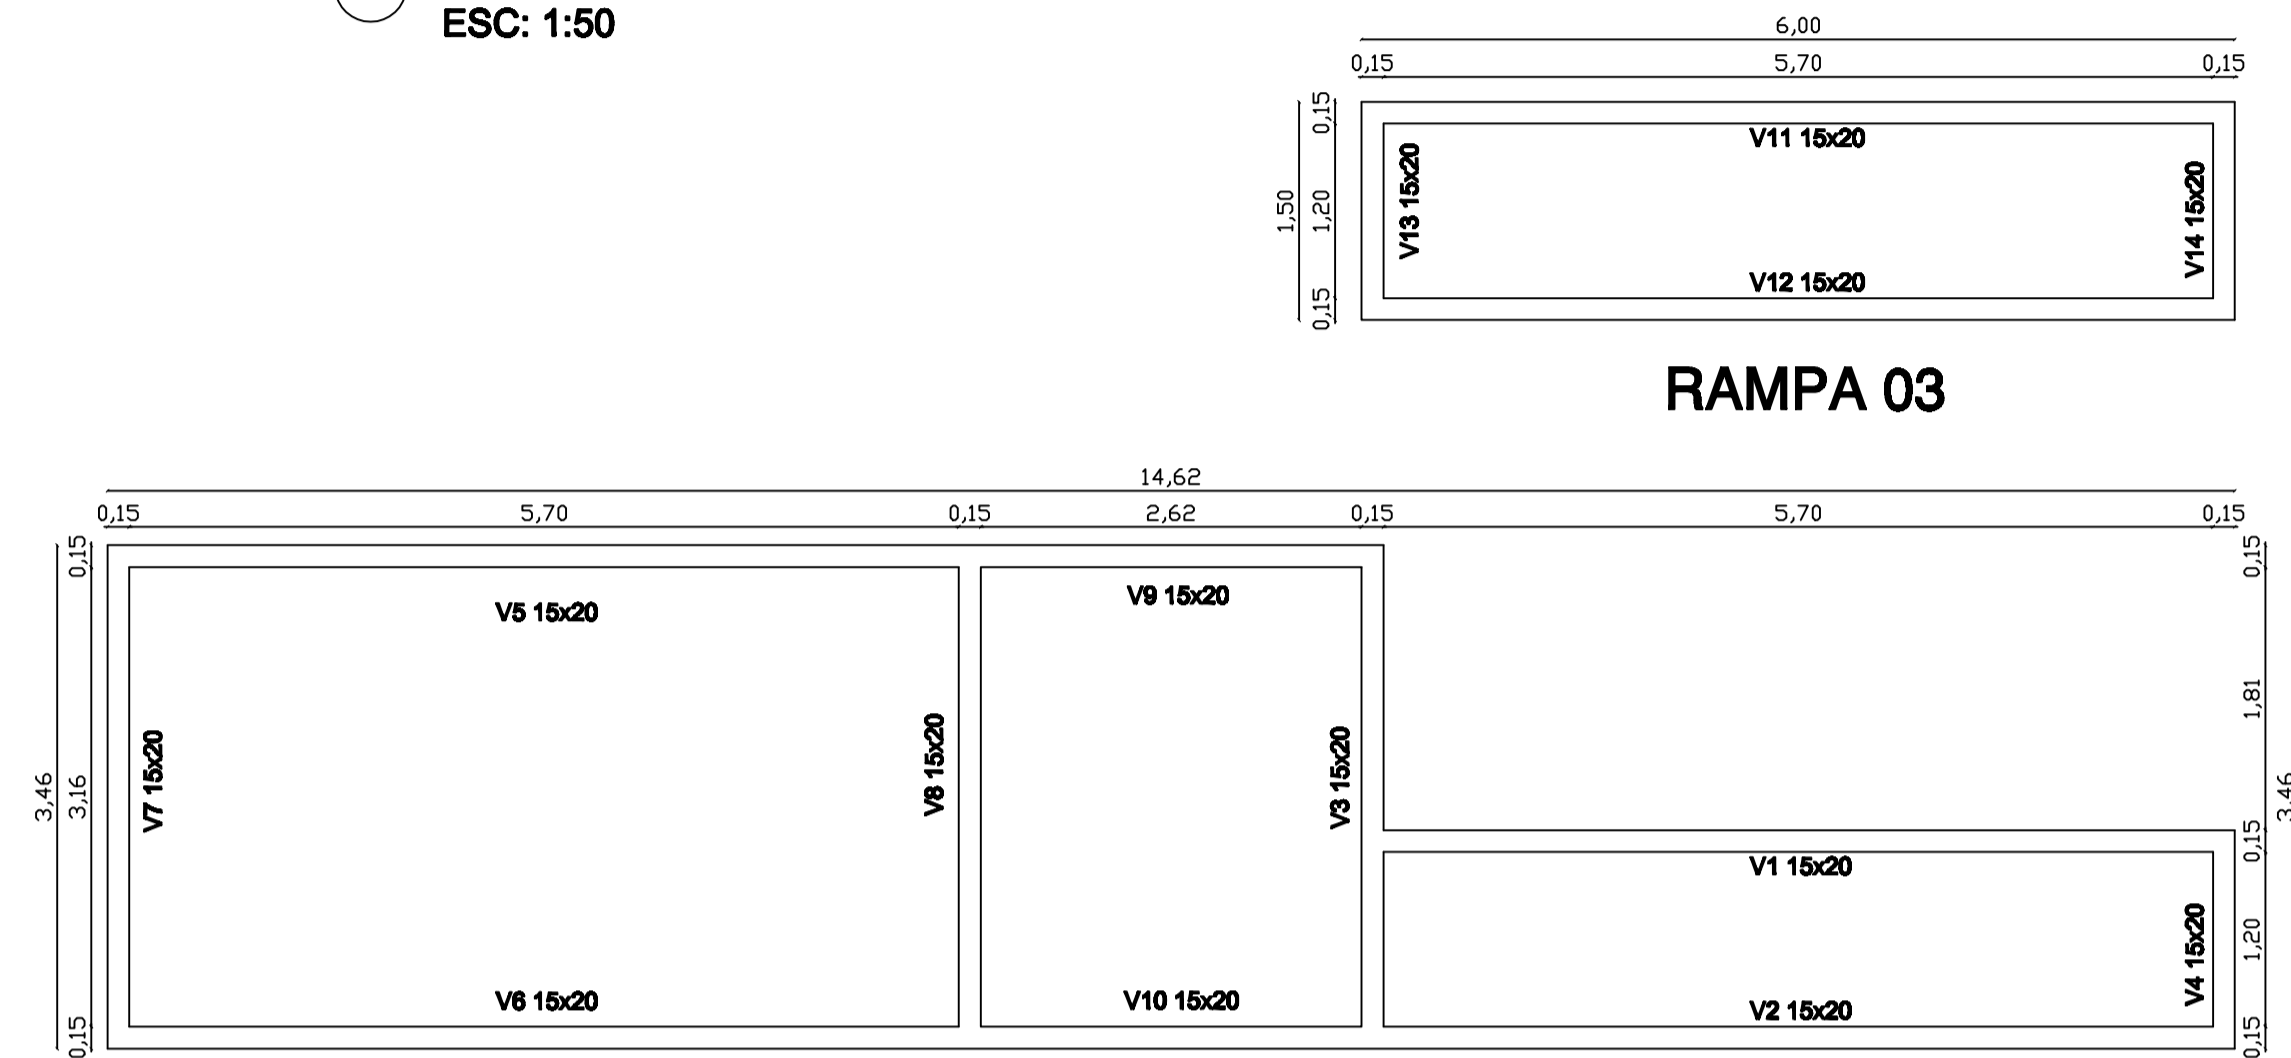 ESC: 1:50
6,00
0,15 5,70 0,15
0,15
1,50
1,20
0,15
V11 15x20
V13 15x20
V14 15x20
V12 15x20
RAMPA 03
14,62
0,15 5,70 0,15 2,62 0,15 5,70 0,15
0,15
3,46
3,16
0,15
V5 15x20
V9 15x20
V7 15x20
V8 15x20
V3 15x20
V6 15x20
V10 15x20
V1 15x20
V4 15x20
V2 15x20
0,15
1,81
3,46
0,15
1,20
0,15